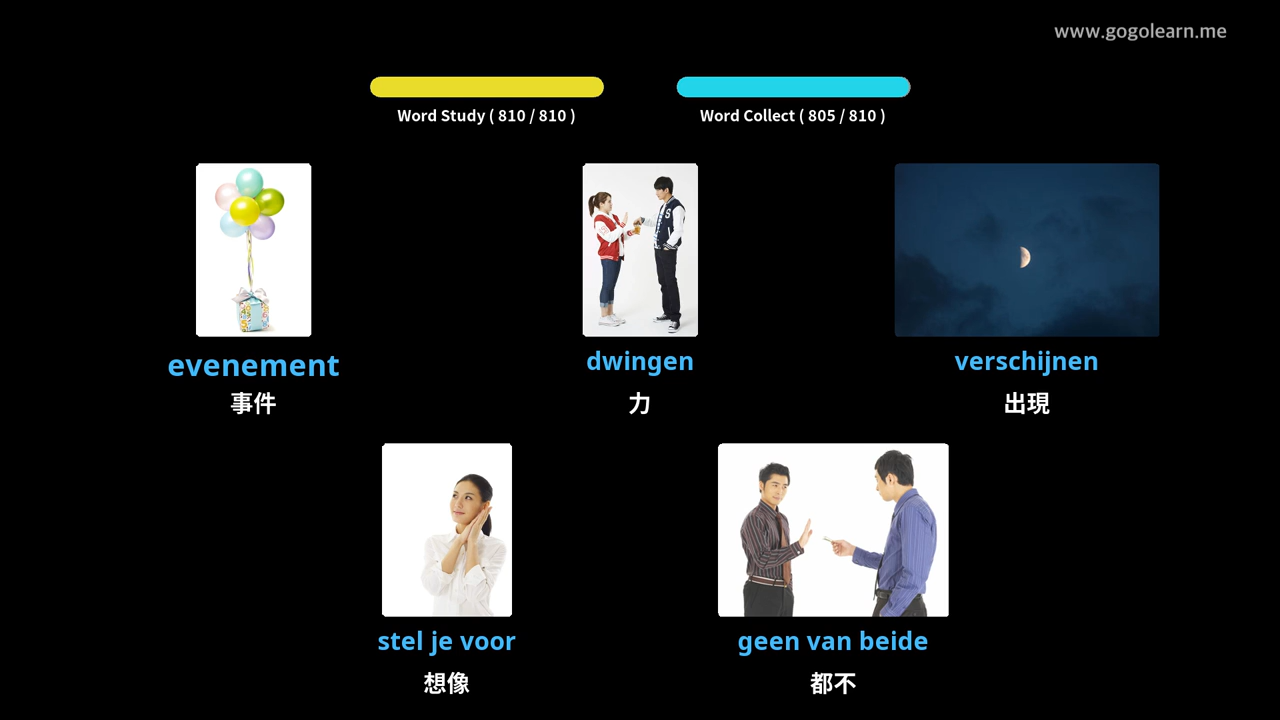 www.gogolearn.me
Word Study ( 810 / 810 )
Word Collect ( 805 / 810 )
evenement
事件
dwingen
力
verschijnen
出現
stel je voor
想像
geen van beide
都不